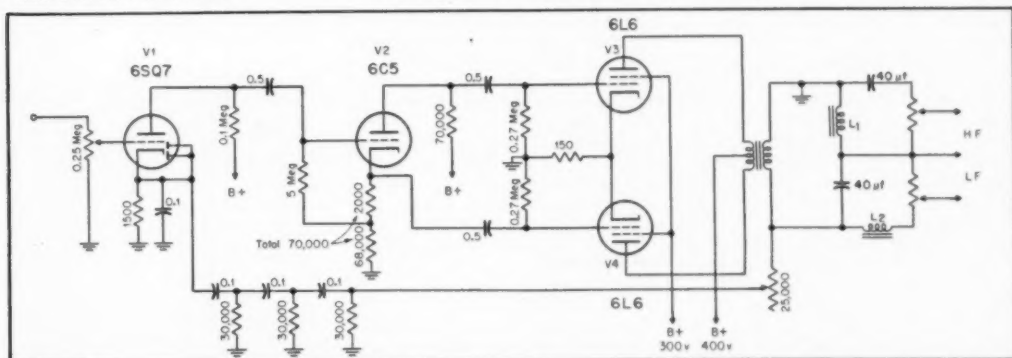 V1
6SQ7
0.25 Meg
1500
0.1
0.1 Meg
B+
0.5
5 Meg
V2
6C5
2000
68,000
Total 70,000
70,000
B+
0.5
0.5
0.27 Meg
0.27 Meg
150
6L6
V3
V4
6L6
B+
300v
B+
400v
40 µf
L1
HF
LF
40 µf
L2
25,000
0.1
0.1
0.1
30,000
30,000
30,000